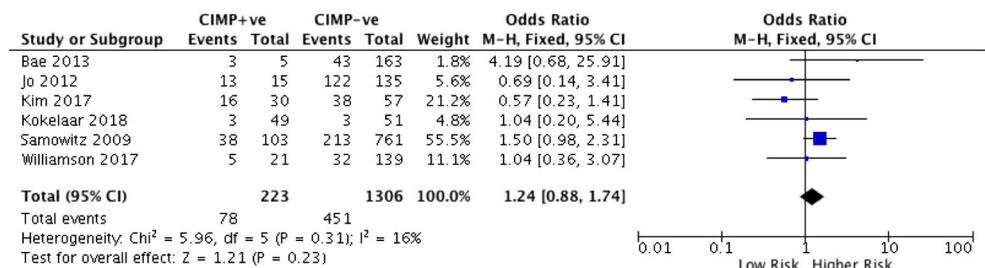 CIMP+ve CIMP-ve Odds Ratio Odds Ratio
Study or Subgroup Events Total Events Total Weight M-H, Fixed, 95% CI M-H, Fixed, 95% CI
Bae 2013 3 5 43 163 1.8% 4.19 [0.68, 25.91]
Jo 2012 13 15 122 135 5.6% 0.69 [0.14, 3.41]
Kim 2017 16 30 38 57 21.2% 0.57 [0.23, 1.41]
Kokelaar 2018 3 49 3 51 4.8% 1.04 [0.20, 5.44]
Samowitz 2009 38 103 213 761 55.5% 1.50 [0.98, 2.31]
Williamson 2017 5 21 32 139 11.1% 1.04 [0.36, 3.07]
Total (95% CI) 223 1306 100.0% 1.24 [0.88, 1.74]
Total events 78 451
Heterogeneity: Chi² = 5.96, df = 5 (P = 0.31); I² = 16%
Test for overall effect: Z = 1.21 (P = 0.23)
0.01 0.1 1 10 100
Low Risk Higher Risk